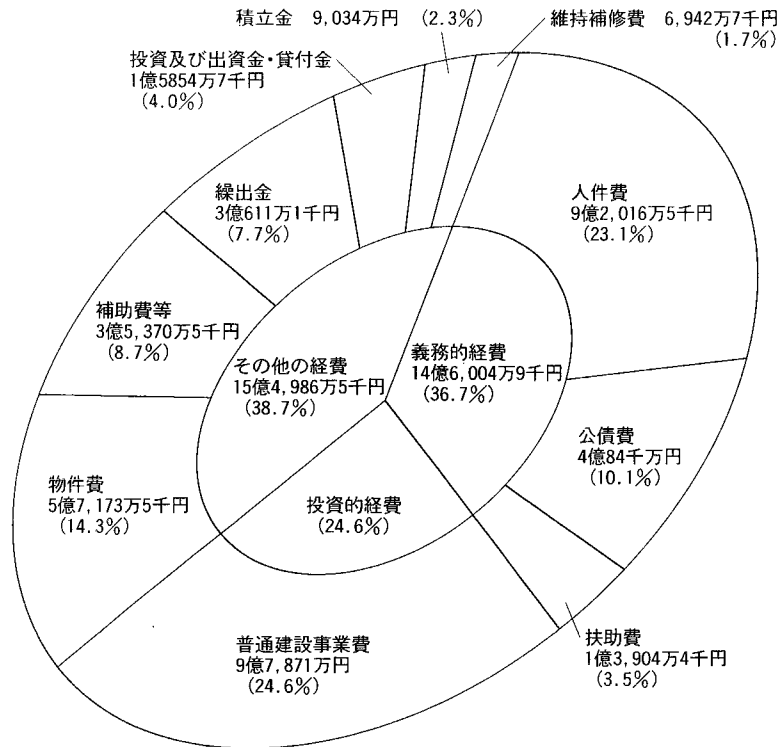 積立金 9,034万円 (2.3%)
維持補修費 6,942万7千円
(1.7%)
投資及び出資金・貸付金
1億5854万7千円
(4.0%)
繰出金
3億611万1千円
(7.7%)
人件費
9億2,016万5千円
(23.1%)
補助費等
3億5,370万5千円
(8.7%)
その他の経費
15億4,986万5千円
(38.7%)
義務的経費
14億6,004万9千円
(36.7%)
公債費
4億84千万円
(10.1%)
物件費
5億7,173万5千円
(14.3%)
投資的経費
(24.6%)
普通建設事業費
9億7,871万円
(24.6%)
扶助費
1億3,904万4千円
(3.5%)